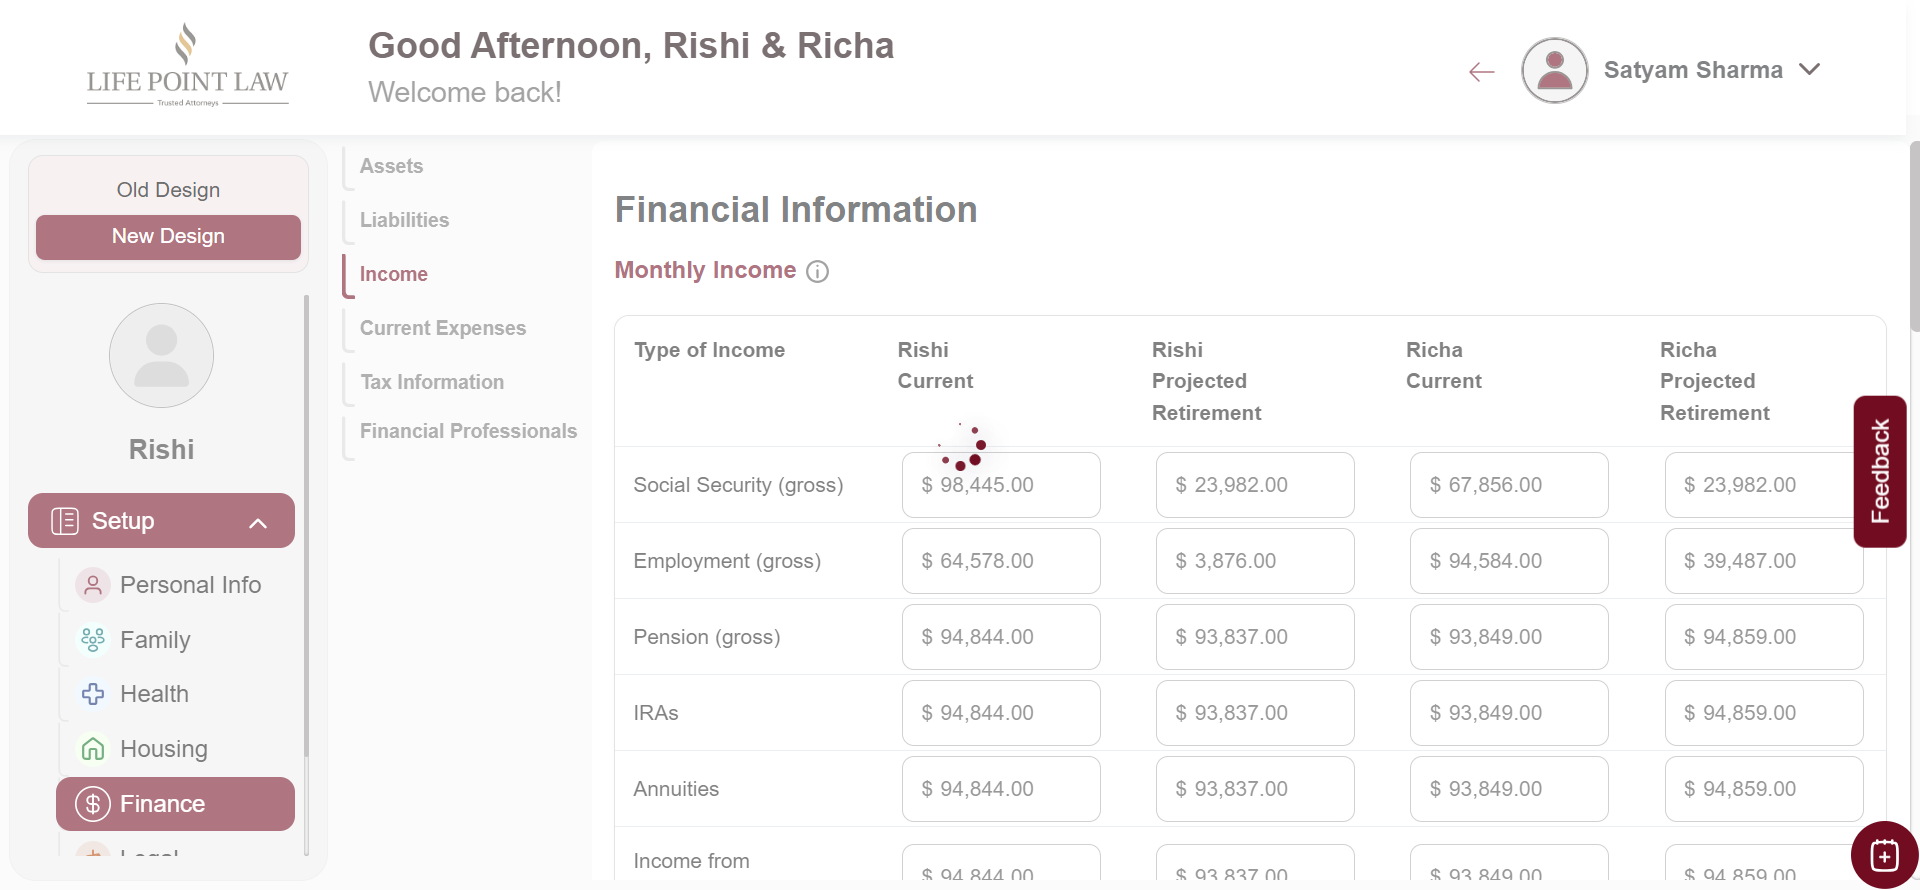 LIFE POINT LAW
Trusted Attorneys
Good Afternoon, Rishi & Richa
Welcome back!
Satyam Sharma
Old Design
New Design
Rishi
Setup
Personal Info
Family
Health
Housing
Finance
Legal
Assets
Liabilities
Income
Current Expenses
Tax Information
Financial Professionals
Financial Information
Monthly Income
Type of Income
Rishi
Current
Rishi
Projected
Retirement
Richa
Current
Richa
Projected
Retirement
Social Security (gross) $ 98,445.00 $ 23,982.00 $ 67,856.00 $ 23,982.00
Employment (gross) $ 64,578.00 $ 3,876.00 $ 94,584.00 $ 39,487.00
Pension (gross) $ 94,844.00 $ 93,837.00 $ 93,849.00 $ 94,859.00
IRAs $ 94,844.00 $ 93,837.00 $ 93,849.00 $ 94,859.00
Annuities $ 94,844.00 $ 93,837.00 $ 93,849.00 $ 94,859.00
Income from $ 94,844.00 $ 93,837.00 $ 93,849.00 $ 94,859.00
Feedback